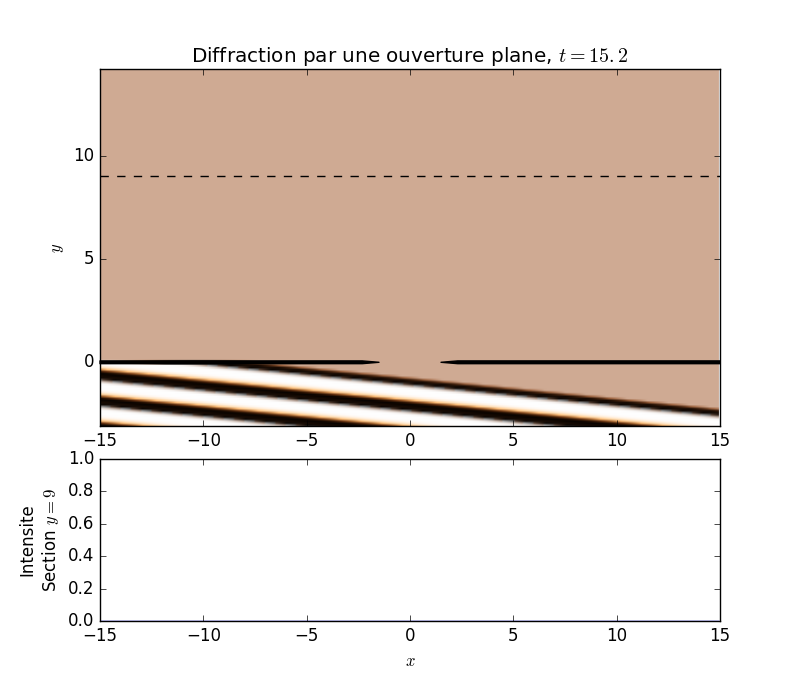 Diffraction par une ouverture plane, t = 15.2
10
y
5
0
−15 −10 −5 0 5 10 15
1.0
0.8
0.6
0.4
0.2
0.0
Intensite
Section y = 9
−15 −10 −5 0 5 10 15
x